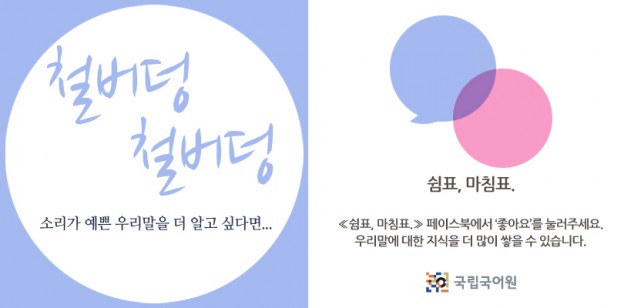 철버덩
철버덩
소리가 예쁜 우리말을 더 알고 싶다면...
쉼표, 마침표.
≪쉼표, 마침표.≫ 페이스북에서 '좋아요'를 눌러주세요.
우리말에 대한 지식을 더 많이 쌓을 수 있습니다.
국립국어원